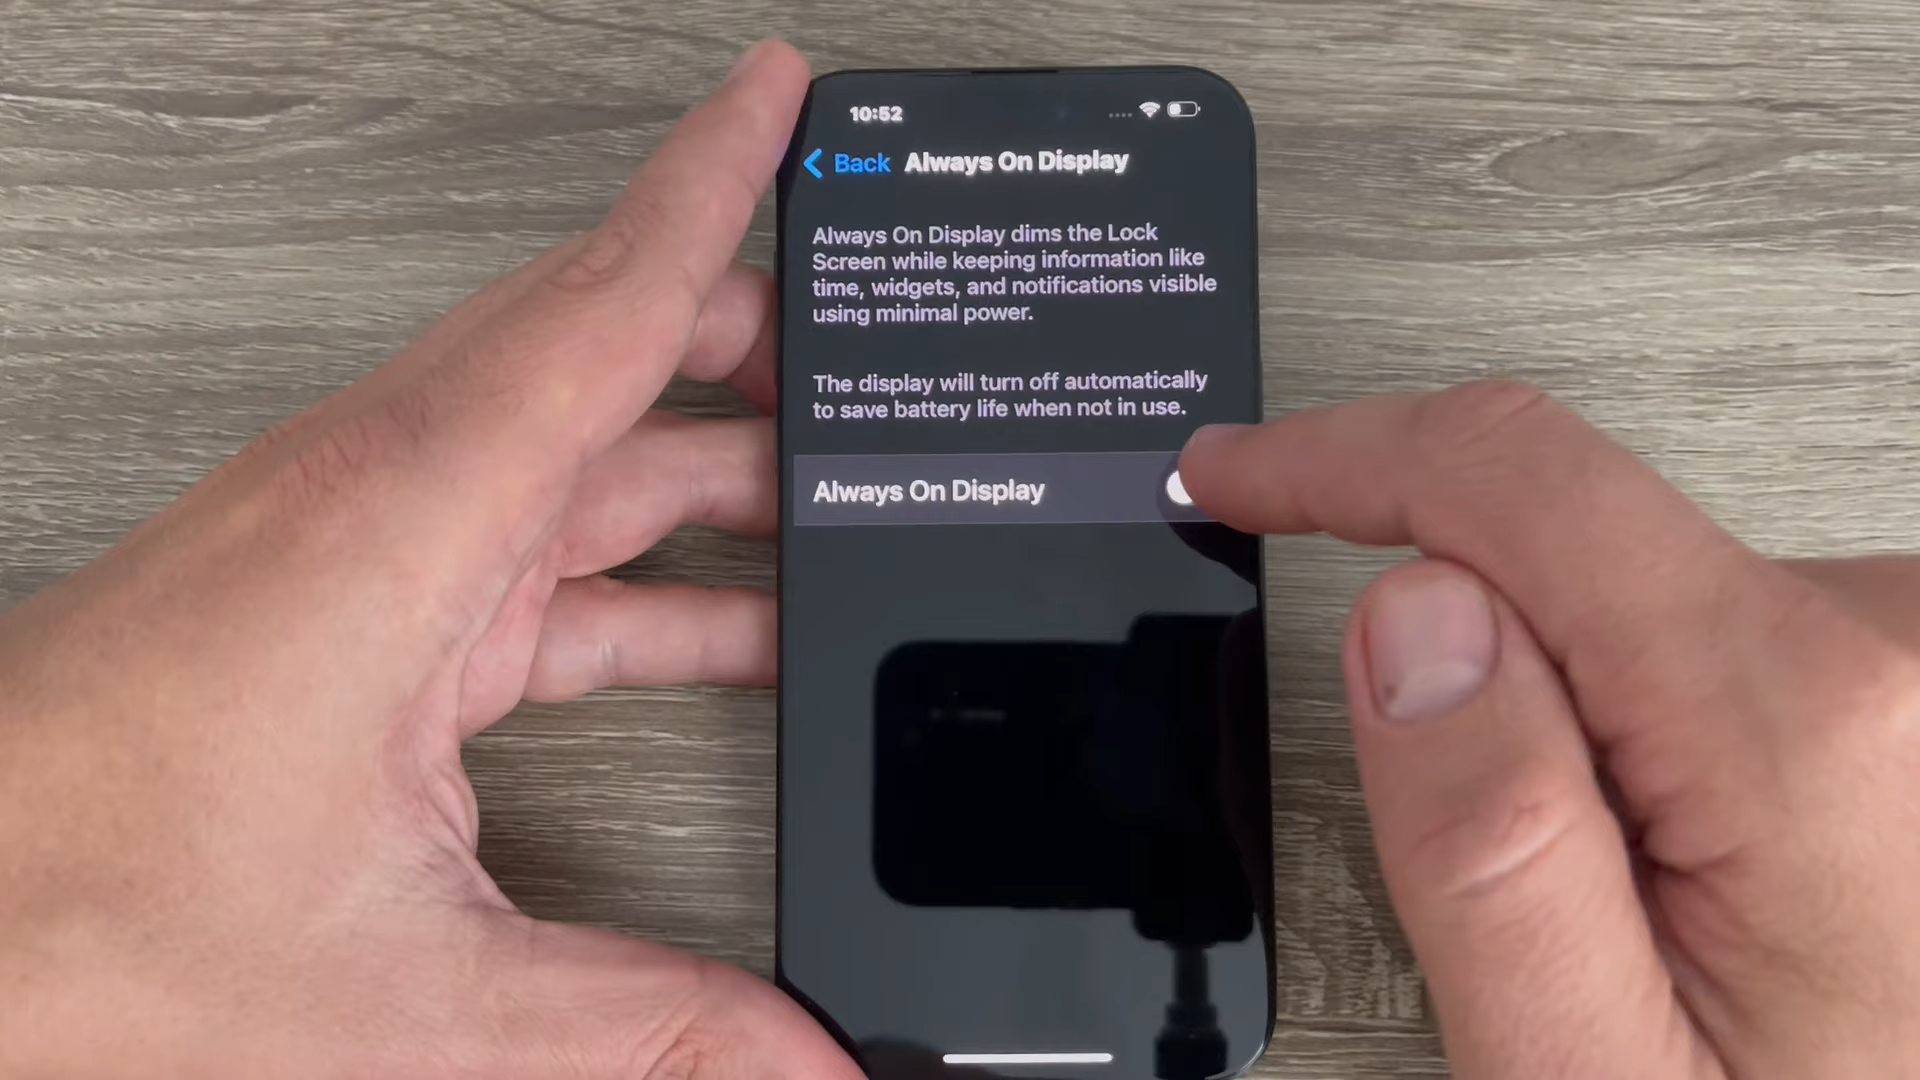 10:52
Back Always On Display
Always On Display dims the Lock
Screen while keeping information like
time, widgets, and notifications visible
using minimal power.
The display will turn off automatically
to save battery life when not in use.
Always On Display